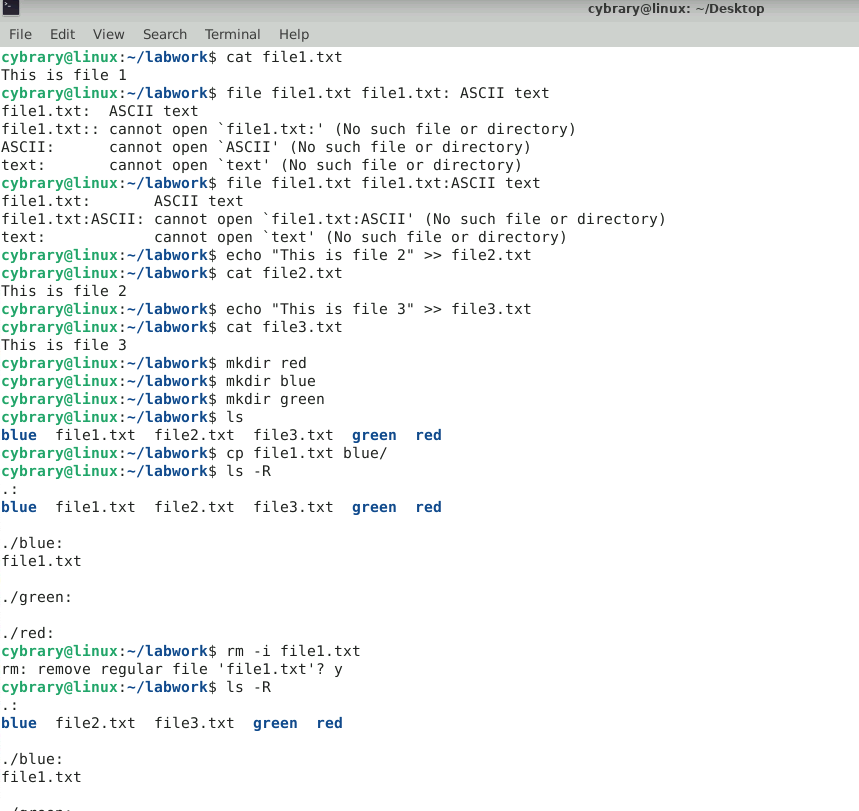 cybrary@linux: ~/Desktop
File Edit View Search Terminal Help
cybrary@linux:~/labwork$ cat file1.txt
This is file 1
cybrary@linux:~/labwork$ file file1.txt file1.txt: ASCII text
file1.txt:  ASCII text
file1.txt:: cannot open `file1.txt:' (No such file or directory)
ASCII:      cannot open `ASCII' (No such file or directory)
text:       cannot open `text' (No such file or directory)
cybrary@linux:~/labwork$ file file1.txt file1.txt:ASCII text
file1.txt:       ASCII text
file1.txt:ASCII: cannot open `file1.txt:ASCII' (No such file or directory)
text:            cannot open `text' (No such file or directory)
cybrary@linux:~/labwork$ echo "This is file 2" >> file2.txt
cybrary@linux:~/labwork$ cat file2.txt
This is file 2
cybrary@linux:~/labwork$ echo "This is file 3" >> file3.txt
cybrary@linux:~/labwork$ cat file3.txt
This is file 3
cybrary@linux:~/labwork$ mkdir red
cybrary@linux:~/labwork$ mkdir blue
cybrary@linux:~/labwork$ mkdir green
cybrary@linux:~/labwork$ ls
blue  file1.txt  file2.txt  file3.txt  green  red
cybrary@linux:~/labwork$ cp file1.txt blue/
cybrary@linux:~/labwork$ ls -R
.:
blue  file1.txt  file2.txt  file3.txt  green  red

./blue:
file1.txt

./green:

./red:
cybrary@linux:~/labwork$ rm -i file1.txt
rm: remove regular file 'file1.txt'? y
cybrary@linux:~/labwork$ ls -R
.:
blue  file2.txt  file3.txt  green  red

./blue:
file1.txt